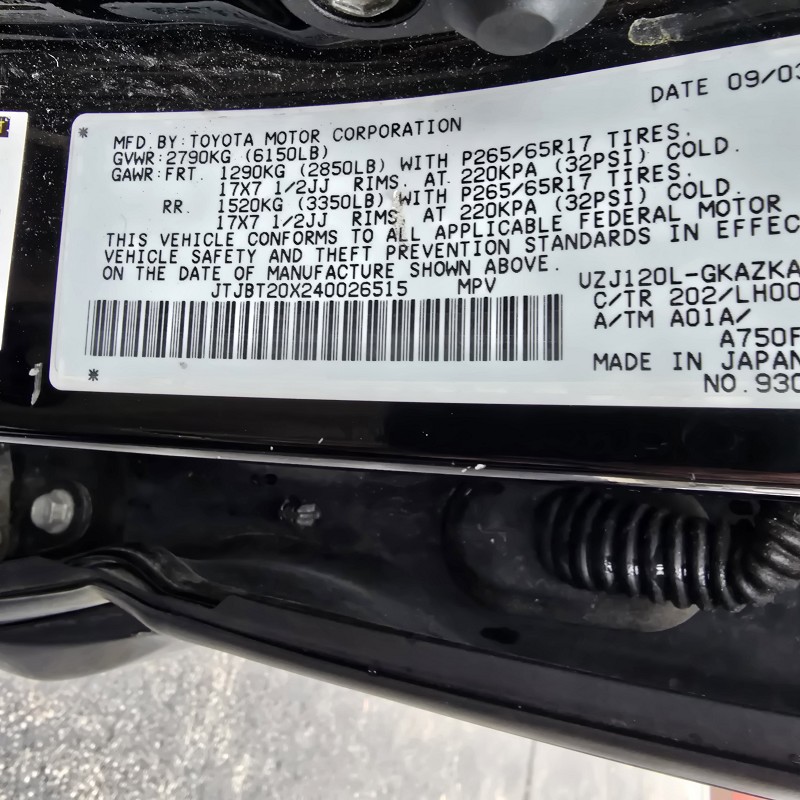 DATE 09/03
MFD. BY: TOYOTA MOTOR CORPORATION
GVWR: 2790KG (6150LB)
GAWR: FRT. 1290KG (2850LB) WITH P265/65R17 TIRES.
17X7 1/2JJ RIMS, AT 220KPA (32PSI) COLD.
RR. 1520KG (3350LB) WITH P265/65R17 TIRES.
17X7 1/2JJ RIMS, AT 220KPA (32PSI) COLD.
THIS VEHICLE CONFORMS TO ALL APPLICABLE FEDERAL MOTOR
VEHICLE SAFETY AND THEFT PREVENTION STANDARDS IN EFFEC
ON THE DATE OF MANUFACTURE SHOWN ABOVE.
JTJBT20X240026515 MPV
UZJ120L-GKAZKA
C/TR 202/LH00
A/TM A01A/
A750F
MADE IN JAPAN
NO.930